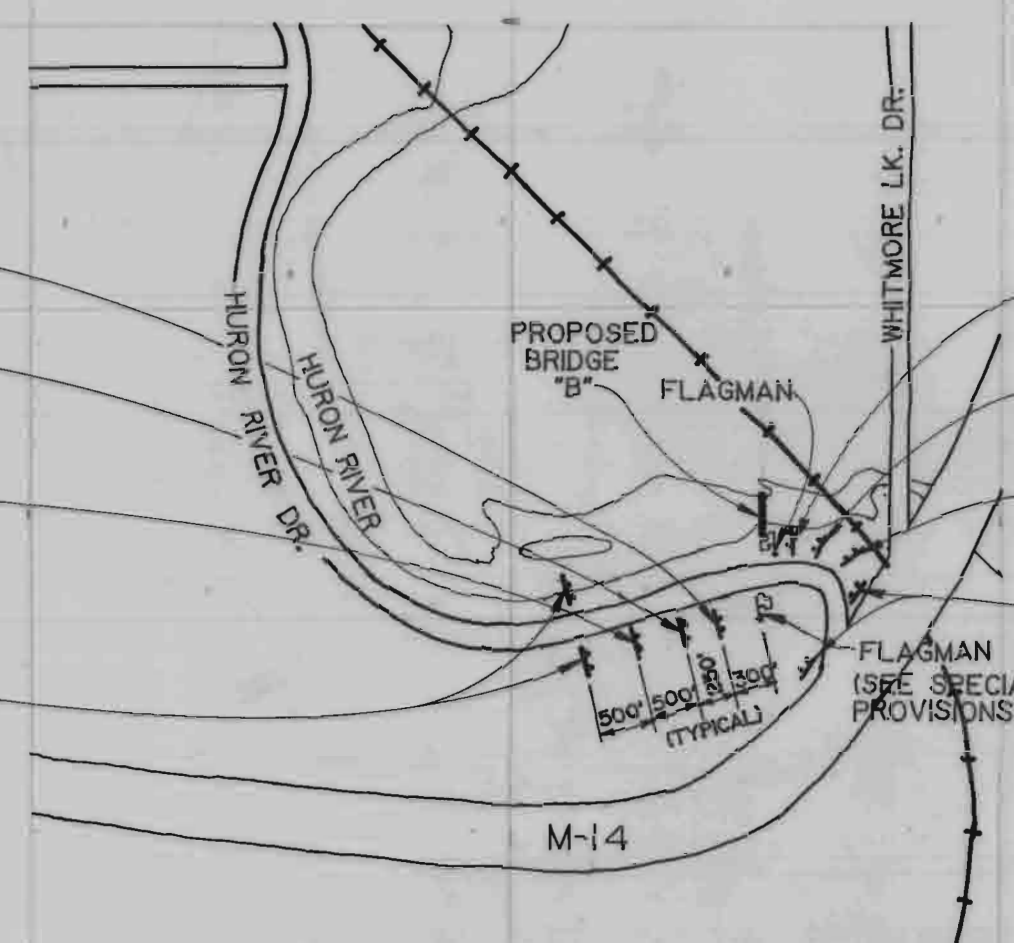 WHITMORE LK. DR.
HURON RIVER DR.
HURON RIVER
PROPOSED
BRIDGE
"B"
FLAGMAN
FLAGMAN
(SEE SPECIA
PROVISIONS
500'
500'
250'
(TYPICAL)
M-14